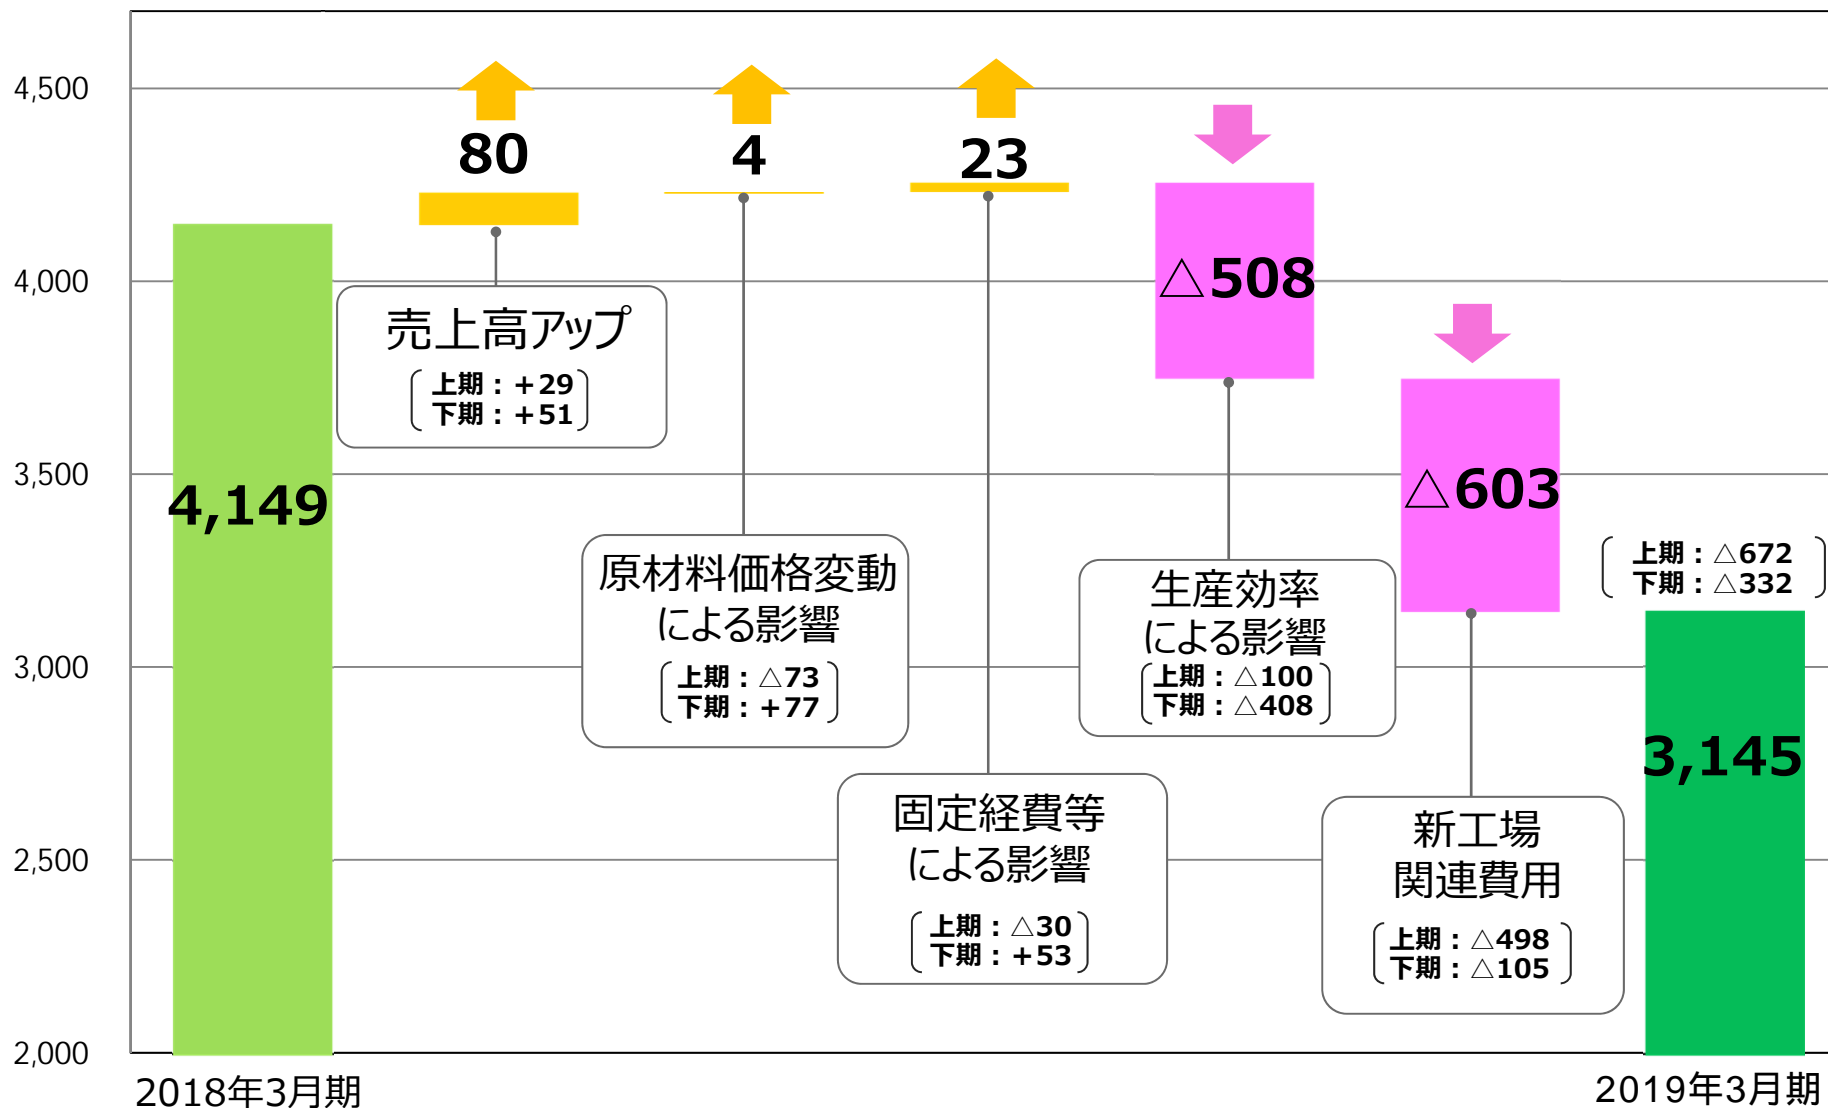 4,500
4,000
3,500
3,000
2,500
2,000
4,149
2018年3月期
80
売上高アップ
上期：＋29
下期：＋51
4
原材料価格変動
による影響
上期：△73
下期：＋77
23
固定経費等
による影響
上期：△30
下期：＋53
△508
生産効率
による影響
上期：△100
下期：△408
△603
新工場
関連費用
上期：△498
下期：△105
上期：△672
下期：△332
3,145
2019年3月期